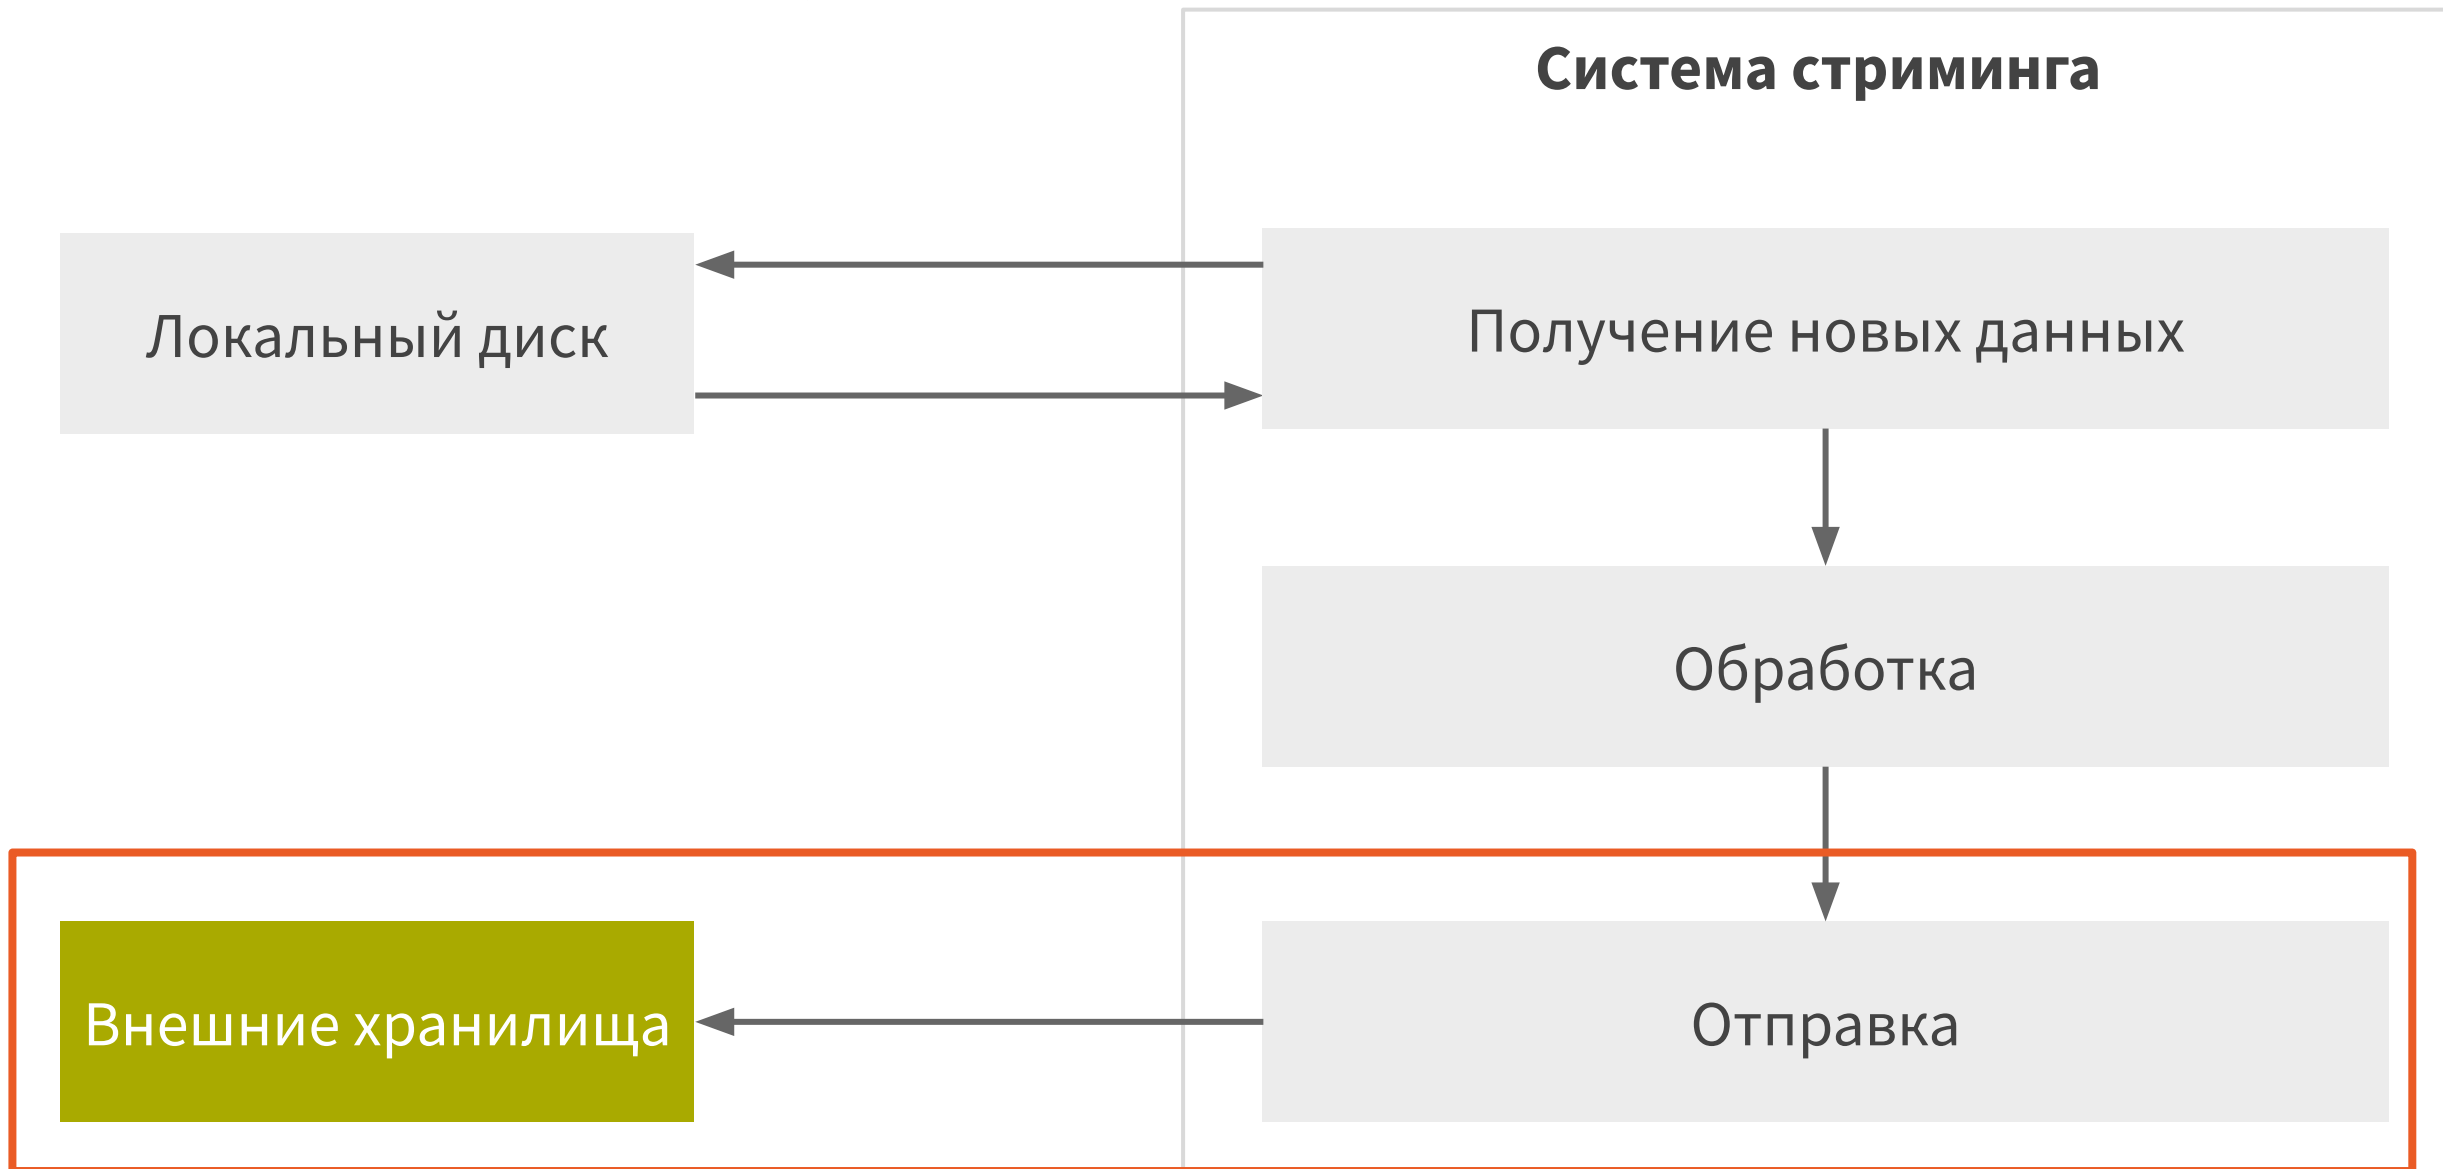 Система стриминга
Локальный диск
Получение новых данных
Обработка
Внешние хранилища
Отправка